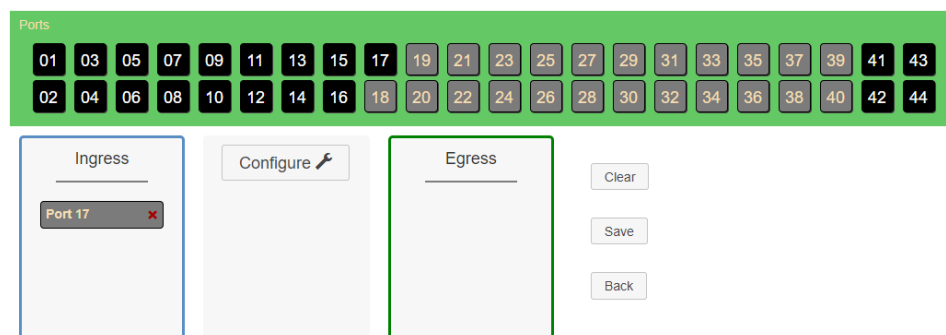 Ports
01 03 05 07 09 11 13 15 17 19 21 23 25 27 29 31 33 35 37 39 41 43
02 04 06 08 10 12 14 16 18 20 22 24 26 28 30 32 34 36 38 40 42 44
Ingress
Port 17
Configure
Egress
Clear
Save
Back